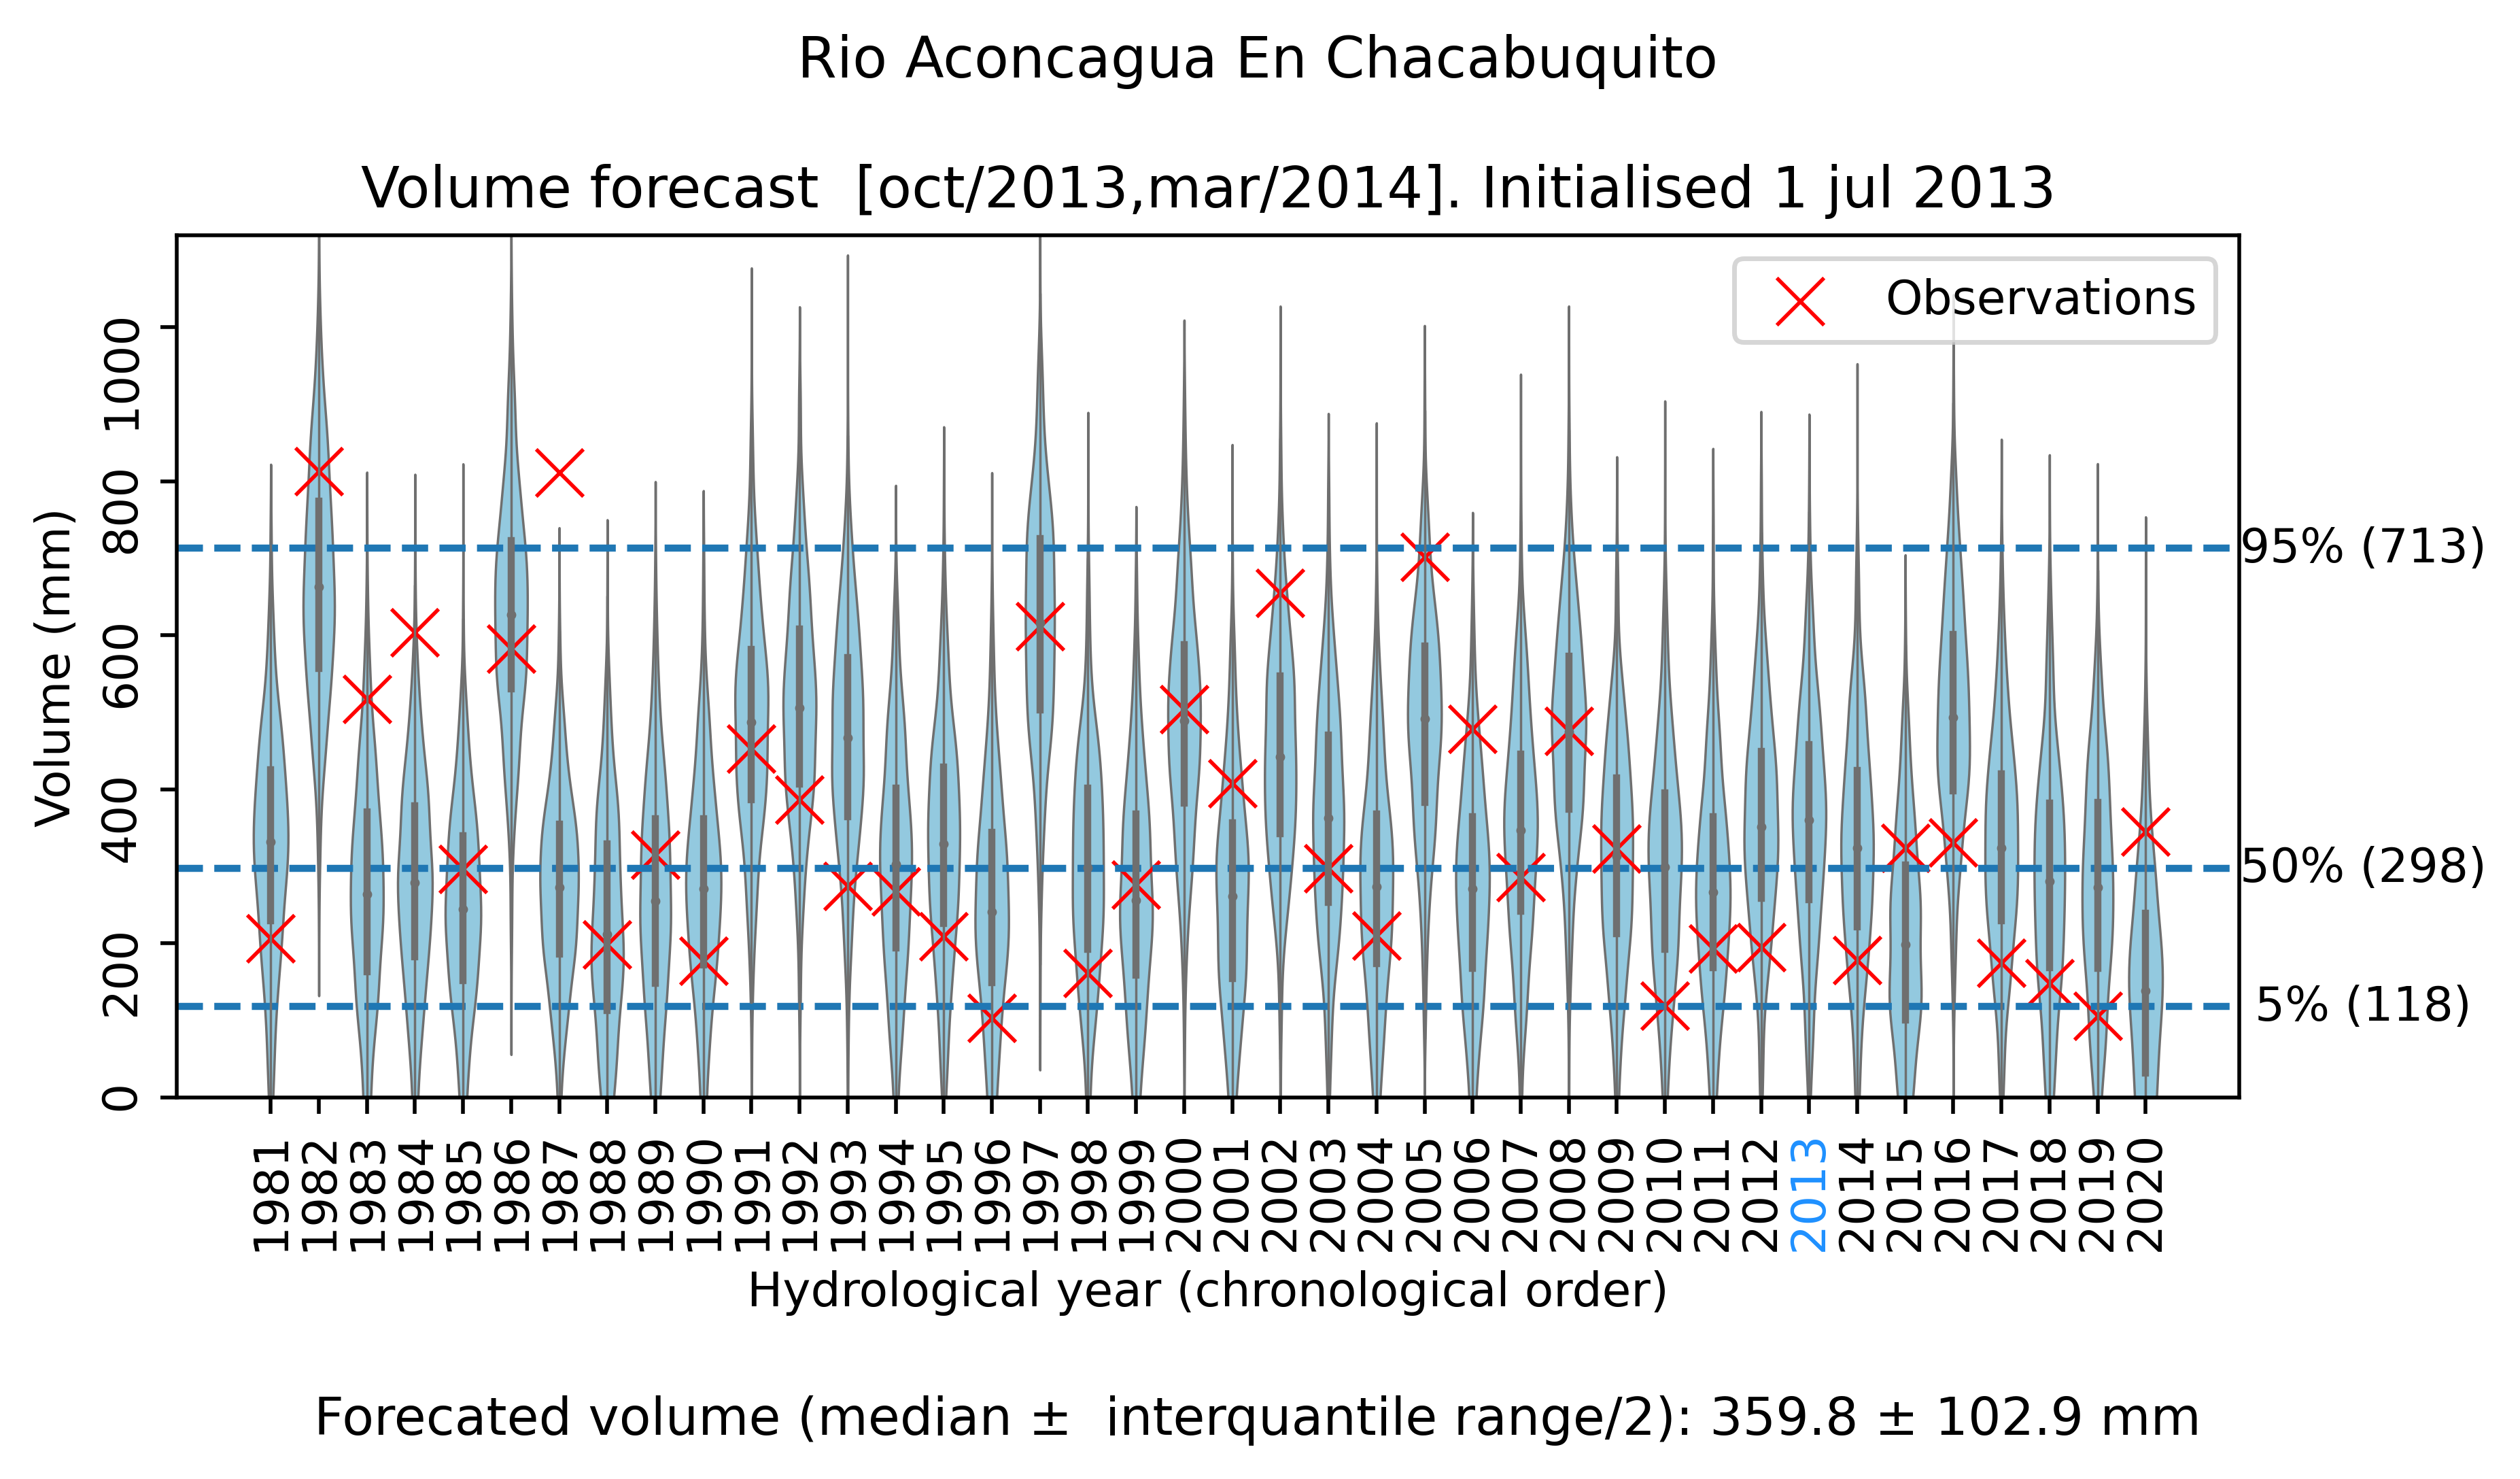 Rio Aconcagua En Chacabuquito
Volume forecast  [oct/2013,mar/2014]. Initialised 1 jul 2013
Observations
Volume (mm)
1000
800
600
400
200
0
95% (713)
50% (298)
5% (118)
1981 1982 1983 1984 1985 1986 1987 1988 1989 1990 1991 1992 1993 1994 1995 1996 1997 1998 1999 2000 2001 2002 2003 2004 2005 2006 2007 2008 2009 2010 2011 2012 2013 2014 2015 2016 2017 2018 2019 2020
Hydrological year (chronological order)
Forecated volume (median ±  interquantile range/2): 359.8 ± 102.9 mm